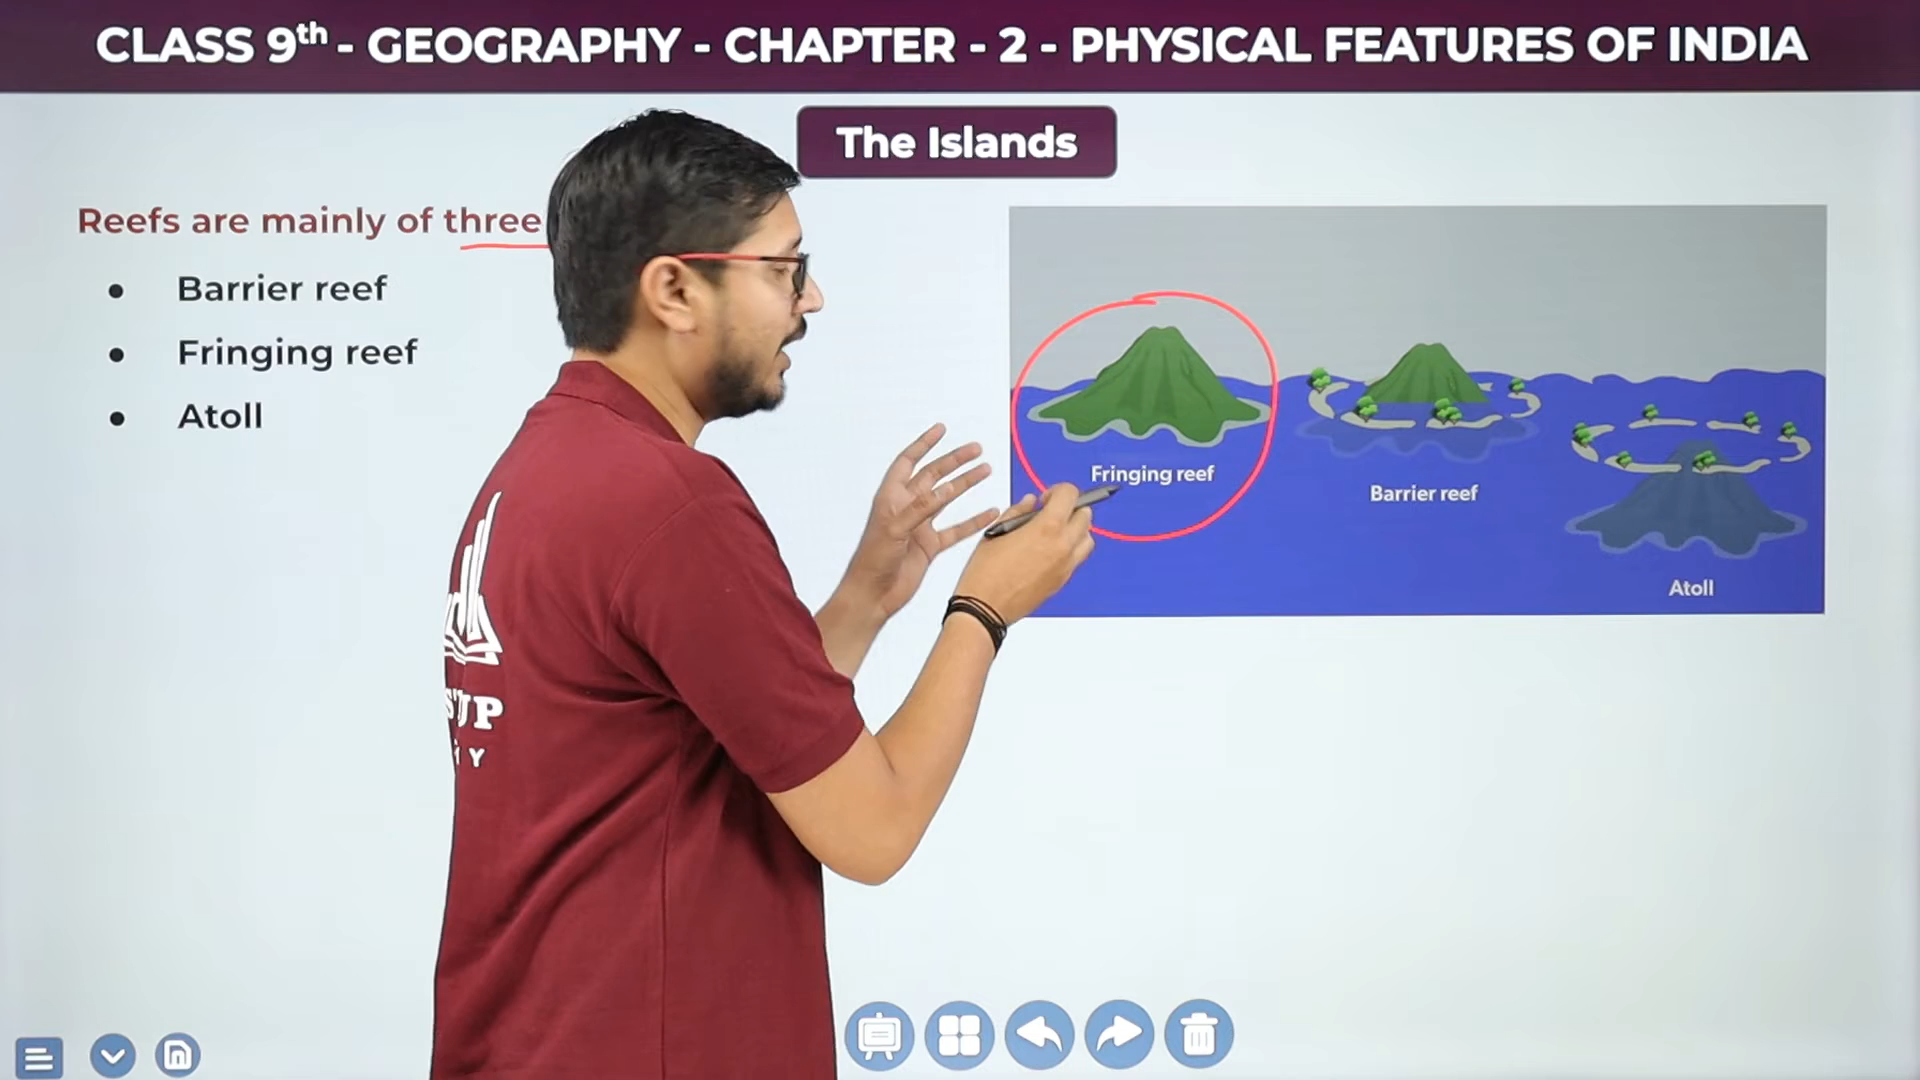 CLASS 9th - GEOGRAPHY - CHAPTER - 2 - PHYSICAL FEATURES OF INDIA
The Islands
Reefs are mainly of three
• Barrier reef
• Fringing reef
• Atoll
Fringing reef
Barrier reef
Atoll